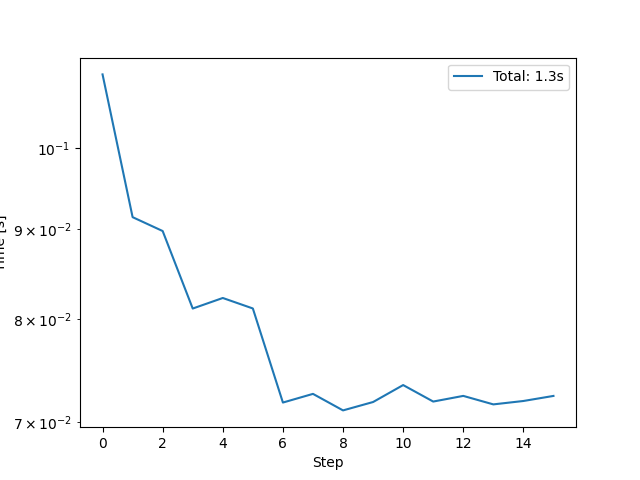 Total: 1.3s
10⁻¹
9 × 10⁻²
8 × 10⁻²
7 × 10⁻²
[s]
0 2 4 6 8 10 12 14
Step